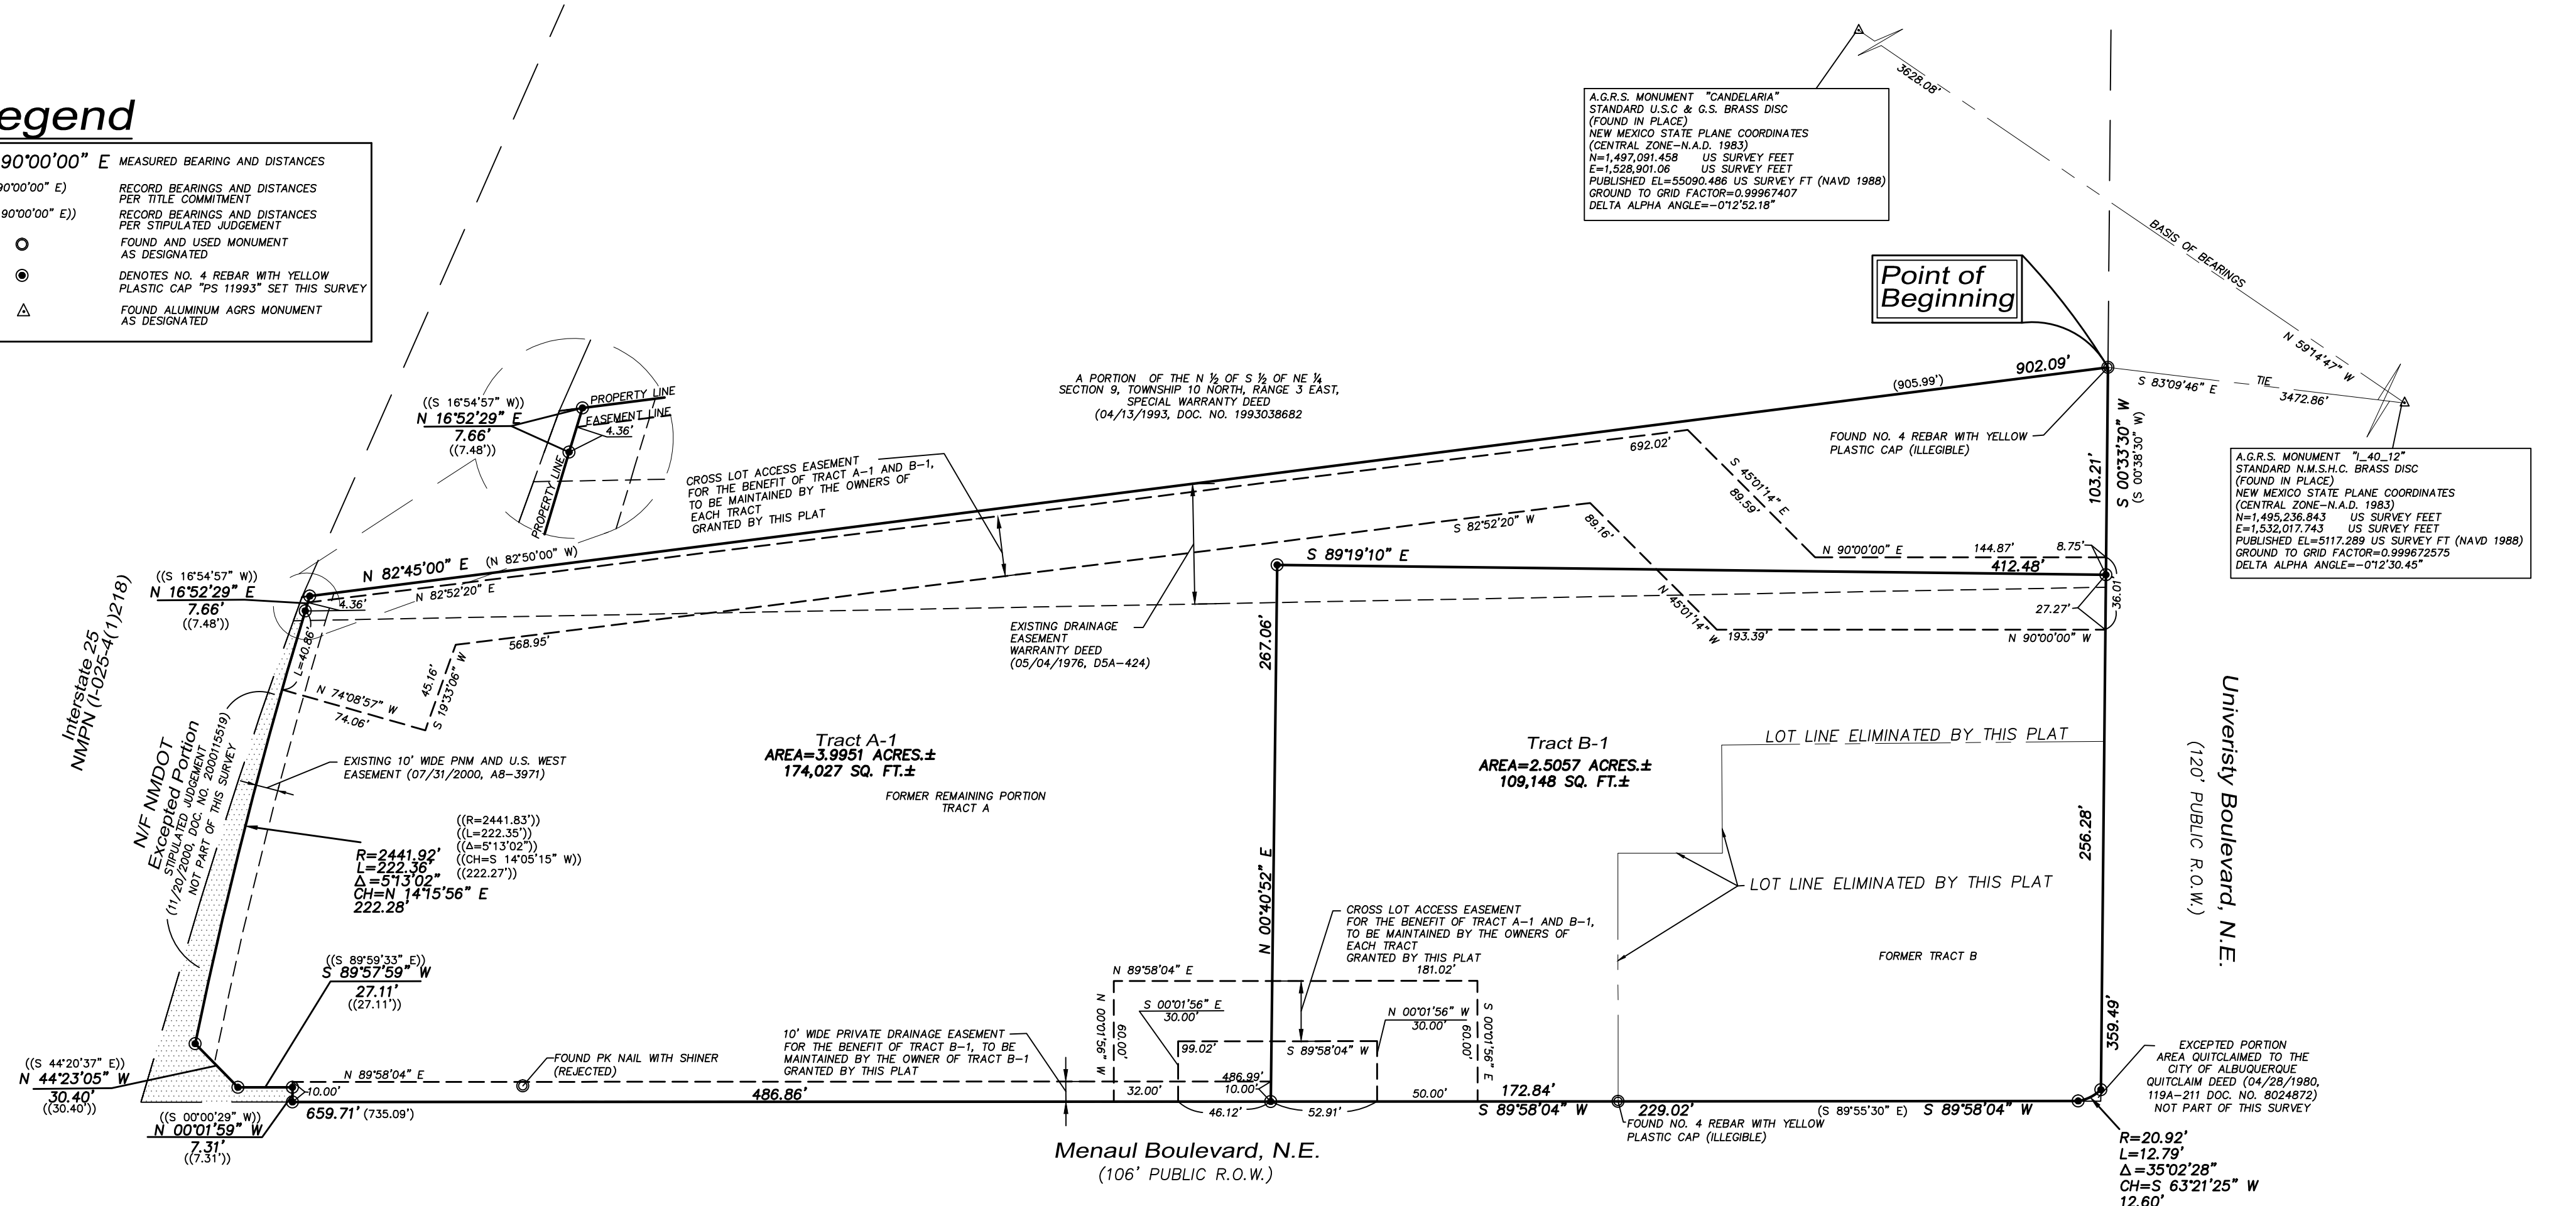 egend
90°00'00" E MEASURED BEARING AND DISTANCES
90°00'00" E) RECORD BEARINGS AND DISTANCES
PER TITLE COMMITMENT
90°00'00" E)) RECORD BEARINGS AND DISTANCES
PER STIPULATED JUDGEMENT
FOUND AND USED MONUMENT
AS DESIGNATED
DENOTES NO. 4 REBAR WITH YELLOW
PLASTIC CAP "PS 11993" SET THIS SURVEY
FOUND ALUMINUM AGRS MONUMENT
AS DESIGNATED
A.G.R.S. MONUMENT "CANDELARIA"
STANDARD U.S.C & G.S. BRASS DISC
(FOUND IN PLACE)
NEW MEXICO STATE PLANE COORDINATES
(CENTRAL ZONE-N.A.D. 1983)
N=1,497,091.458 US SURVEY FEET
E=1,528,901.06 US SURVEY FEET
PUBLISHED EL=55090.486 US SURVEY FT (NAVD 1988)
GROUND TO GRID FACTOR=0.99967407
DELTA ALPHA ANGLE=-0°12'52.18"
3628.08'
BASIS OF BEARINGS
N 59°14'47" W
Point of
Beginning
S 83°09'46" E
TIE
3472.86'
A.G.R.S. MONUMENT "I_40_12"
STANDARD N.M.S.H.C. BRASS DISC
(FOUND IN PLACE)
NEW MEXICO STATE PLANE COORDINATES
(CENTRAL ZONE-N.A.D. 1983)
N=1,495,236.843 US SURVEY FEET
E=1,532,017.743 US SURVEY FEET
PUBLISHED EL=5117.289 US SURVEY FT (NAVD 1988)
GROUND TO GRID FACTOR=0.999672575
DELTA ALPHA ANGLE=-0°12'30.45"
((S 16°54'57" W))
N 16°52'29" E
7.66'
((7.48'))
PROPERTY LINE
EASEMENT LINE
4.36'
PROPERTY LINE
A PORTION OF THE N ½ OF S ½ OF NE ¼
SECTION 9, TOWNSHIP 10 NORTH, RANGE 3 EAST,
SPECIAL WARRANTY DEED
(04/13/1993, DOC. NO. 1993038682
(905.99')
902.09'
FOUND NO. 4 REBAR WITH YELLOW
PLASTIC CAP (ILLEGIBLE)
103.21'
S 00°33'30" W
(S 00°38'30" W)
CROSS LOT ACCESS EASEMENT
FOR THE BENEFIT OF TRACT A-1 AND B-1,
TO BE MAINTAINED BY THE OWNERS OF
EACH TRACT
GRANTED BY THIS PLAT
692.02'
S 45°01'14" E
89.59'
S 82°52'20" W
89.16'
N 45°01'14" W
N 90°00'00" E
144.87'
8.75'
S 89°19'10" E
412.48'
36.01'
27.27'
193.39'
N 90°00'00" W
N 82°45'00" E
(N 82°50'00" W)
N 82°52'20" E
((S 16°54'57" W))
N 16°52'29" E
7.66'
((7.48'))
4.36'
L=40.86'
568.95'
45.16'
S 19°33'06" W
N 74°08'57" W
74.06'
EXISTING DRAINAGE
EASEMENT
WARRANTY DEED
(05/04/1976, D5A-424)
267.06'
N 00°40'52" E
Interstate 25
NMPN (I-025-4(1)218)
N/F NMDOT
Excepted Portion
STIPULATED JUDGEMENT
(11/20/2000, DOC. NO. 2000115519)
NOT PART OF THIS SURVEY
EXISTING 10' WIDE PNM AND U.S. WEST
EASEMENT (07/31/2000, A8-3971)
Tract A-1
AREA=3.9951 ACRES.±
174,027 SQ. FT.±
FORMER REMAINING PORTION
TRACT A
Tract B-1
AREA=2.5057 ACRES.±
109,148 SQ. FT.±
LOT LINE ELIMINATED BY THIS PLAT
LOT LINE ELIMINATED BY THIS PLAT
FORMER TRACT B
256.28'
359.49'
Univeristy Boulevard, N.E.
(120' PUBLIC R.O.W.)
((R=2441.83'))
((L=222.35'))
((Δ=5°13'02"))
((CH=S 14°05'15" W))
((222.27'))
R=2441.92'
L=222.36'
Δ=5°13'02"
CH=N 14°15'56" E
222.28'
((S 89°59'33" E))
S 89°57'59" W
27.11'
((27.11'))
((S 44°20'37" E))
N 44°23'05" W
30.40'
((30.40'))
((S 00°00'29" W))
N 00°01'59" W
7.31'
((7.31'))
N 89°58'04" E
10.00'
659.71' (735.09')
FOUND PK NAIL WITH SHINER
(REJECTED)
10' WIDE PRIVATE DRAINAGE EASEMENT
FOR THE BENEFIT OF TRACT B-1, TO BE
MAINTAINED BY THE OWNER OF TRACT B-1
GRANTED BY THIS PLAT
486.86'
CROSS LOT ACCESS EASEMENT
FOR THE BENEFIT OF TRACT A-1 AND B-1,
TO BE MAINTAINED BY THE OWNERS OF
EACH TRACT
GRANTED BY THIS PLAT
N 89°58'04" E
181.02'
N 00°01'56" W
60.00'
S 00°01'56" E
30.00'
N 00°01'56" W
30.00'
S 00°01'56" E
60.00'
99.02'
S 89°58'04" W
486.99'
10.00'
32.00'
46.12'
52.91'
50.00'
172.84'
S 89°58'04" W
229.02'
(S 89°55'30" E)
S 89°58'04" W
FOUND NO. 4 REBAR WITH YELLOW
PLASTIC CAP (ILLEGIBLE)
Menaul Boulevard, N.E.
(106' PUBLIC R.O.W.)
EXCEPTED PORTION
AREA QUITCLAIMED TO THE
CITY OF ALBUQUERQUE
QUITCLAIM DEED (04/28/1980,
119A-211 DOC. NO. 8024872)
NOT PART OF THIS SURVEY
R=20.92'
L=12.79'
Δ=35°02'28"
CH=S 63°21'25" W
12.60'